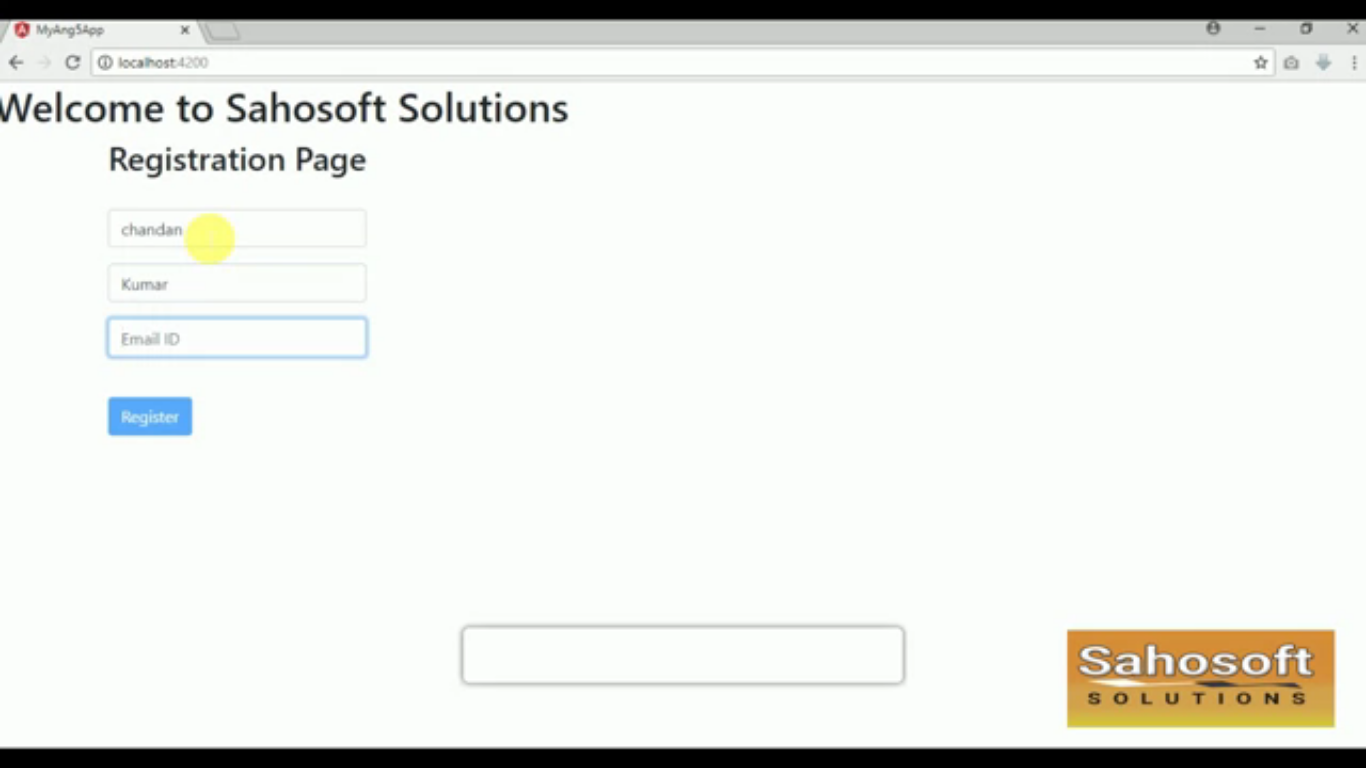 MyAng5App
localhost:4200
Welcome to Sahosoft Solutions
Registration Page
chandan
Kumar
Email ID
Register
Sahosoft
SOLUTIONS